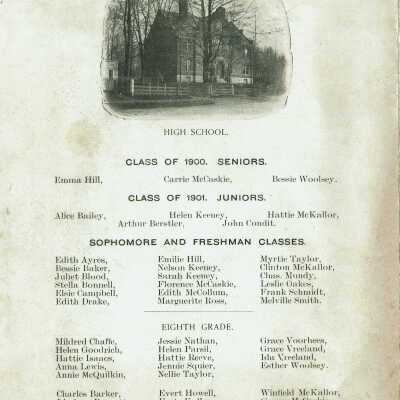 HIGH SCHOOL.
CLASS OF 1900. SENIORS.
Emma Hill, Carrie McCaskie, Bessie Woolsey.
CLASS OF 1901. JUNIORS.
Alice Bailey, Helen Keeney, Hattie McKallor,
Arthur Berstler, John Condit.
SOPHOMORE AND FRESHMAN CLASSES.
Edith Ayres, Emilie Hill, Myrtie Taylor,
Bessie Baker, Nelson Keeney, Clinton McKallor,
Juliet Blood, Sarah Keeney, Chas. Mundy,
Stella Bonnell, Florence McCaskie, Leslie Oakes,
Elsie Campbell, Edith McCollum, Frank Schmidt,
Edith Drake, Marguerite Ross, Melville Smith.
EIGHTH GRADE.
Mildred Chaffe, Jessie Nathan, Grace Voorhees,
Helen Goodrich, Helen Parsil, Grace Vreeland,
Hattie Isaacs, Hattie Reeve, Ida Vreeland,
Anna Lewis, Jennie Squier, Esther Woolsey.
Annie McQuilkin, Nellie Taylor,
Charles Barker, Evert Howell, Winfield McKallor,